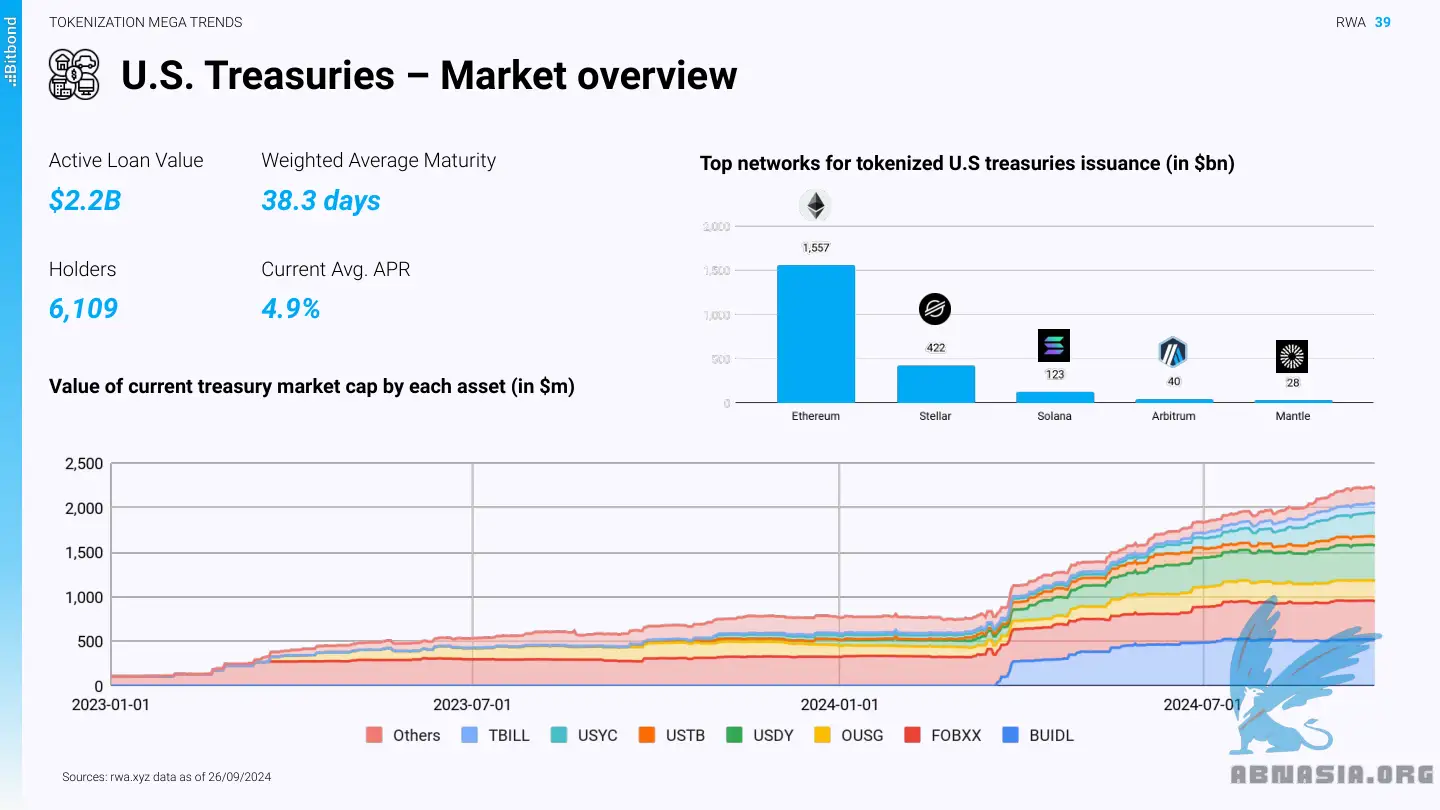 Bitbond
TOKENIZATION MEGA TRENDS
RWA 39
U.S. Treasuries – Market overview
Active Loan Value
$2.2B
Weighted Average Maturity
38.3 days
Holders
6,109
Current Avg. APR
4.9%
Top networks for tokenized U.S treasuries issuance (in $bn)
2,000
1,500
1,000
500
0
1,557
422
123
40
28
Ethereum
Stellar
Solana
Arbitrum
Mantle
Value of current treasury market cap by each asset (in $m)
2,500
2,000
1,500
1,000
500
0
2023-01-01
2023-07-01
2024-01-01
2024-07-01
Others
TBILL
USYC
USTB
USDY
OUSG
FOBXX
BUIDL
Sources: rwa.xyz data as of 26/09/2024
ABNASIA.ORG